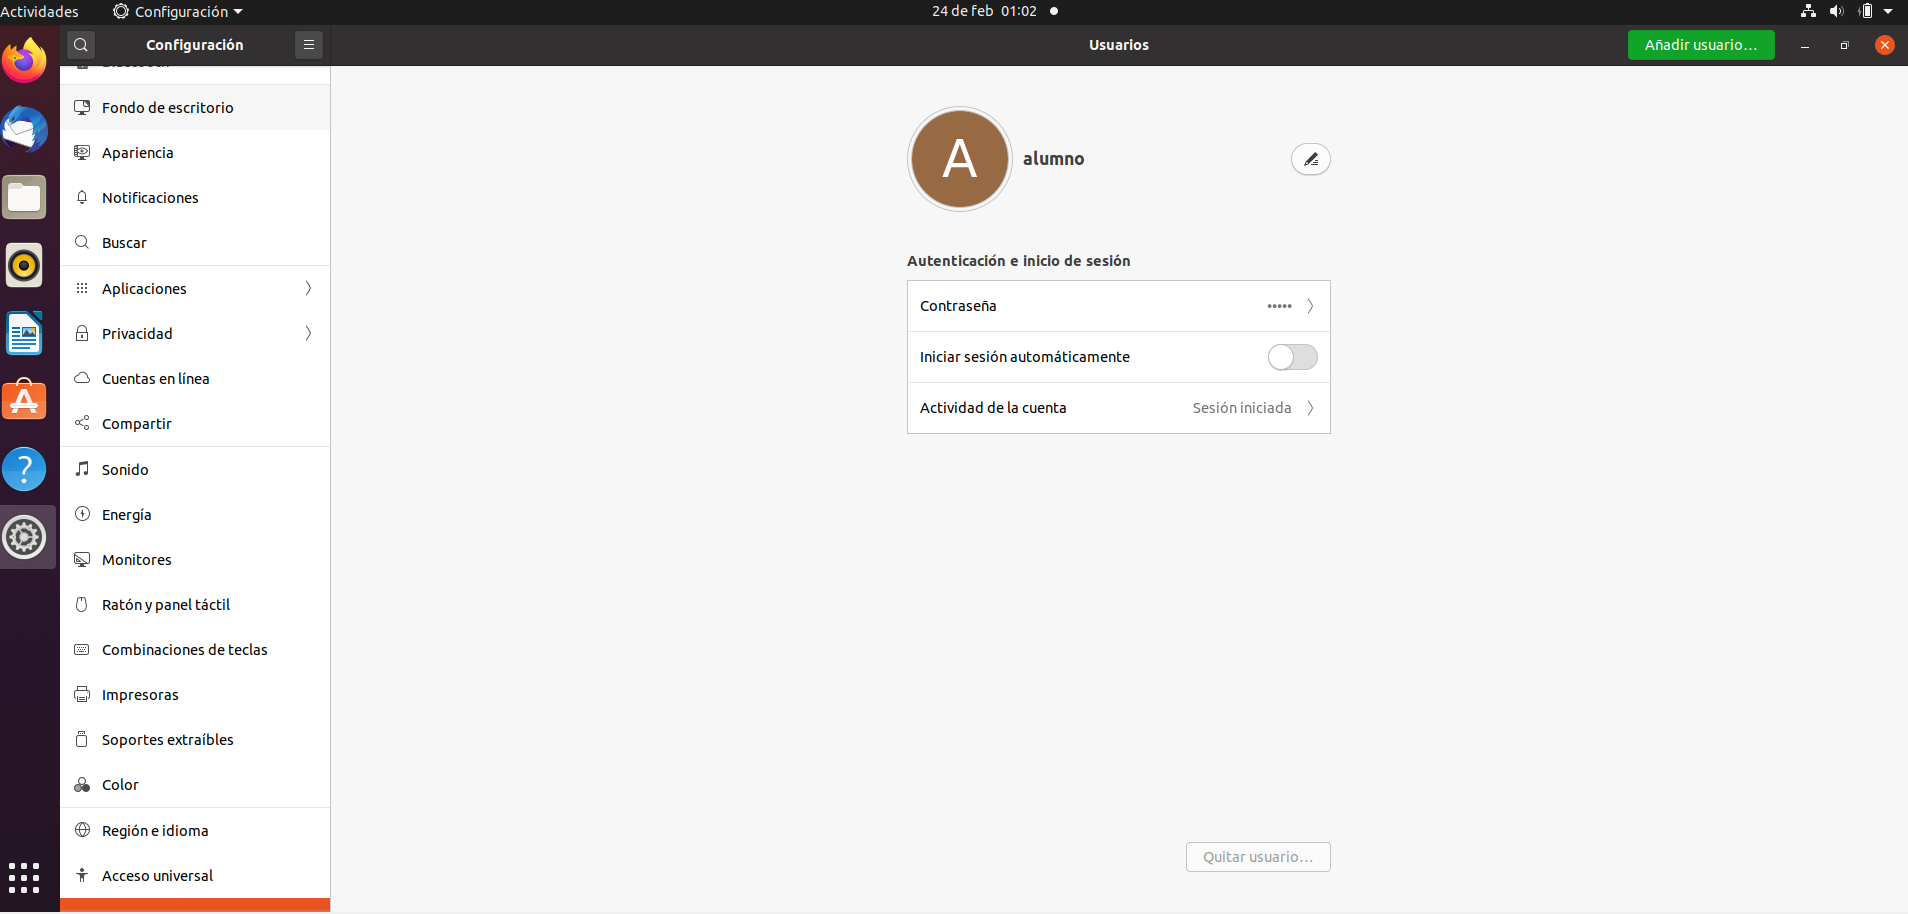 Actividades
Configuración
24 de feb 01:02
Configuración
Usuarios
Añadir usuario...
Bluetooth
Fondo de escritorio
Apariencia
Notificaciones
Buscar
Aplicaciones
Privacidad
Cuentas en línea
Compartir
Sonido
Energía
Monitores
Ratón y panel táctil
Combinaciones de teclas
Impresoras
Soportes extraíbles
Color
Región e idioma
Acceso universal
A
alumno
Autenticación e inicio de sesión
Contraseña •••••
Iniciar sesión automáticamente
Actividad de la cuenta Sesión iniciada
Quitar usuario...